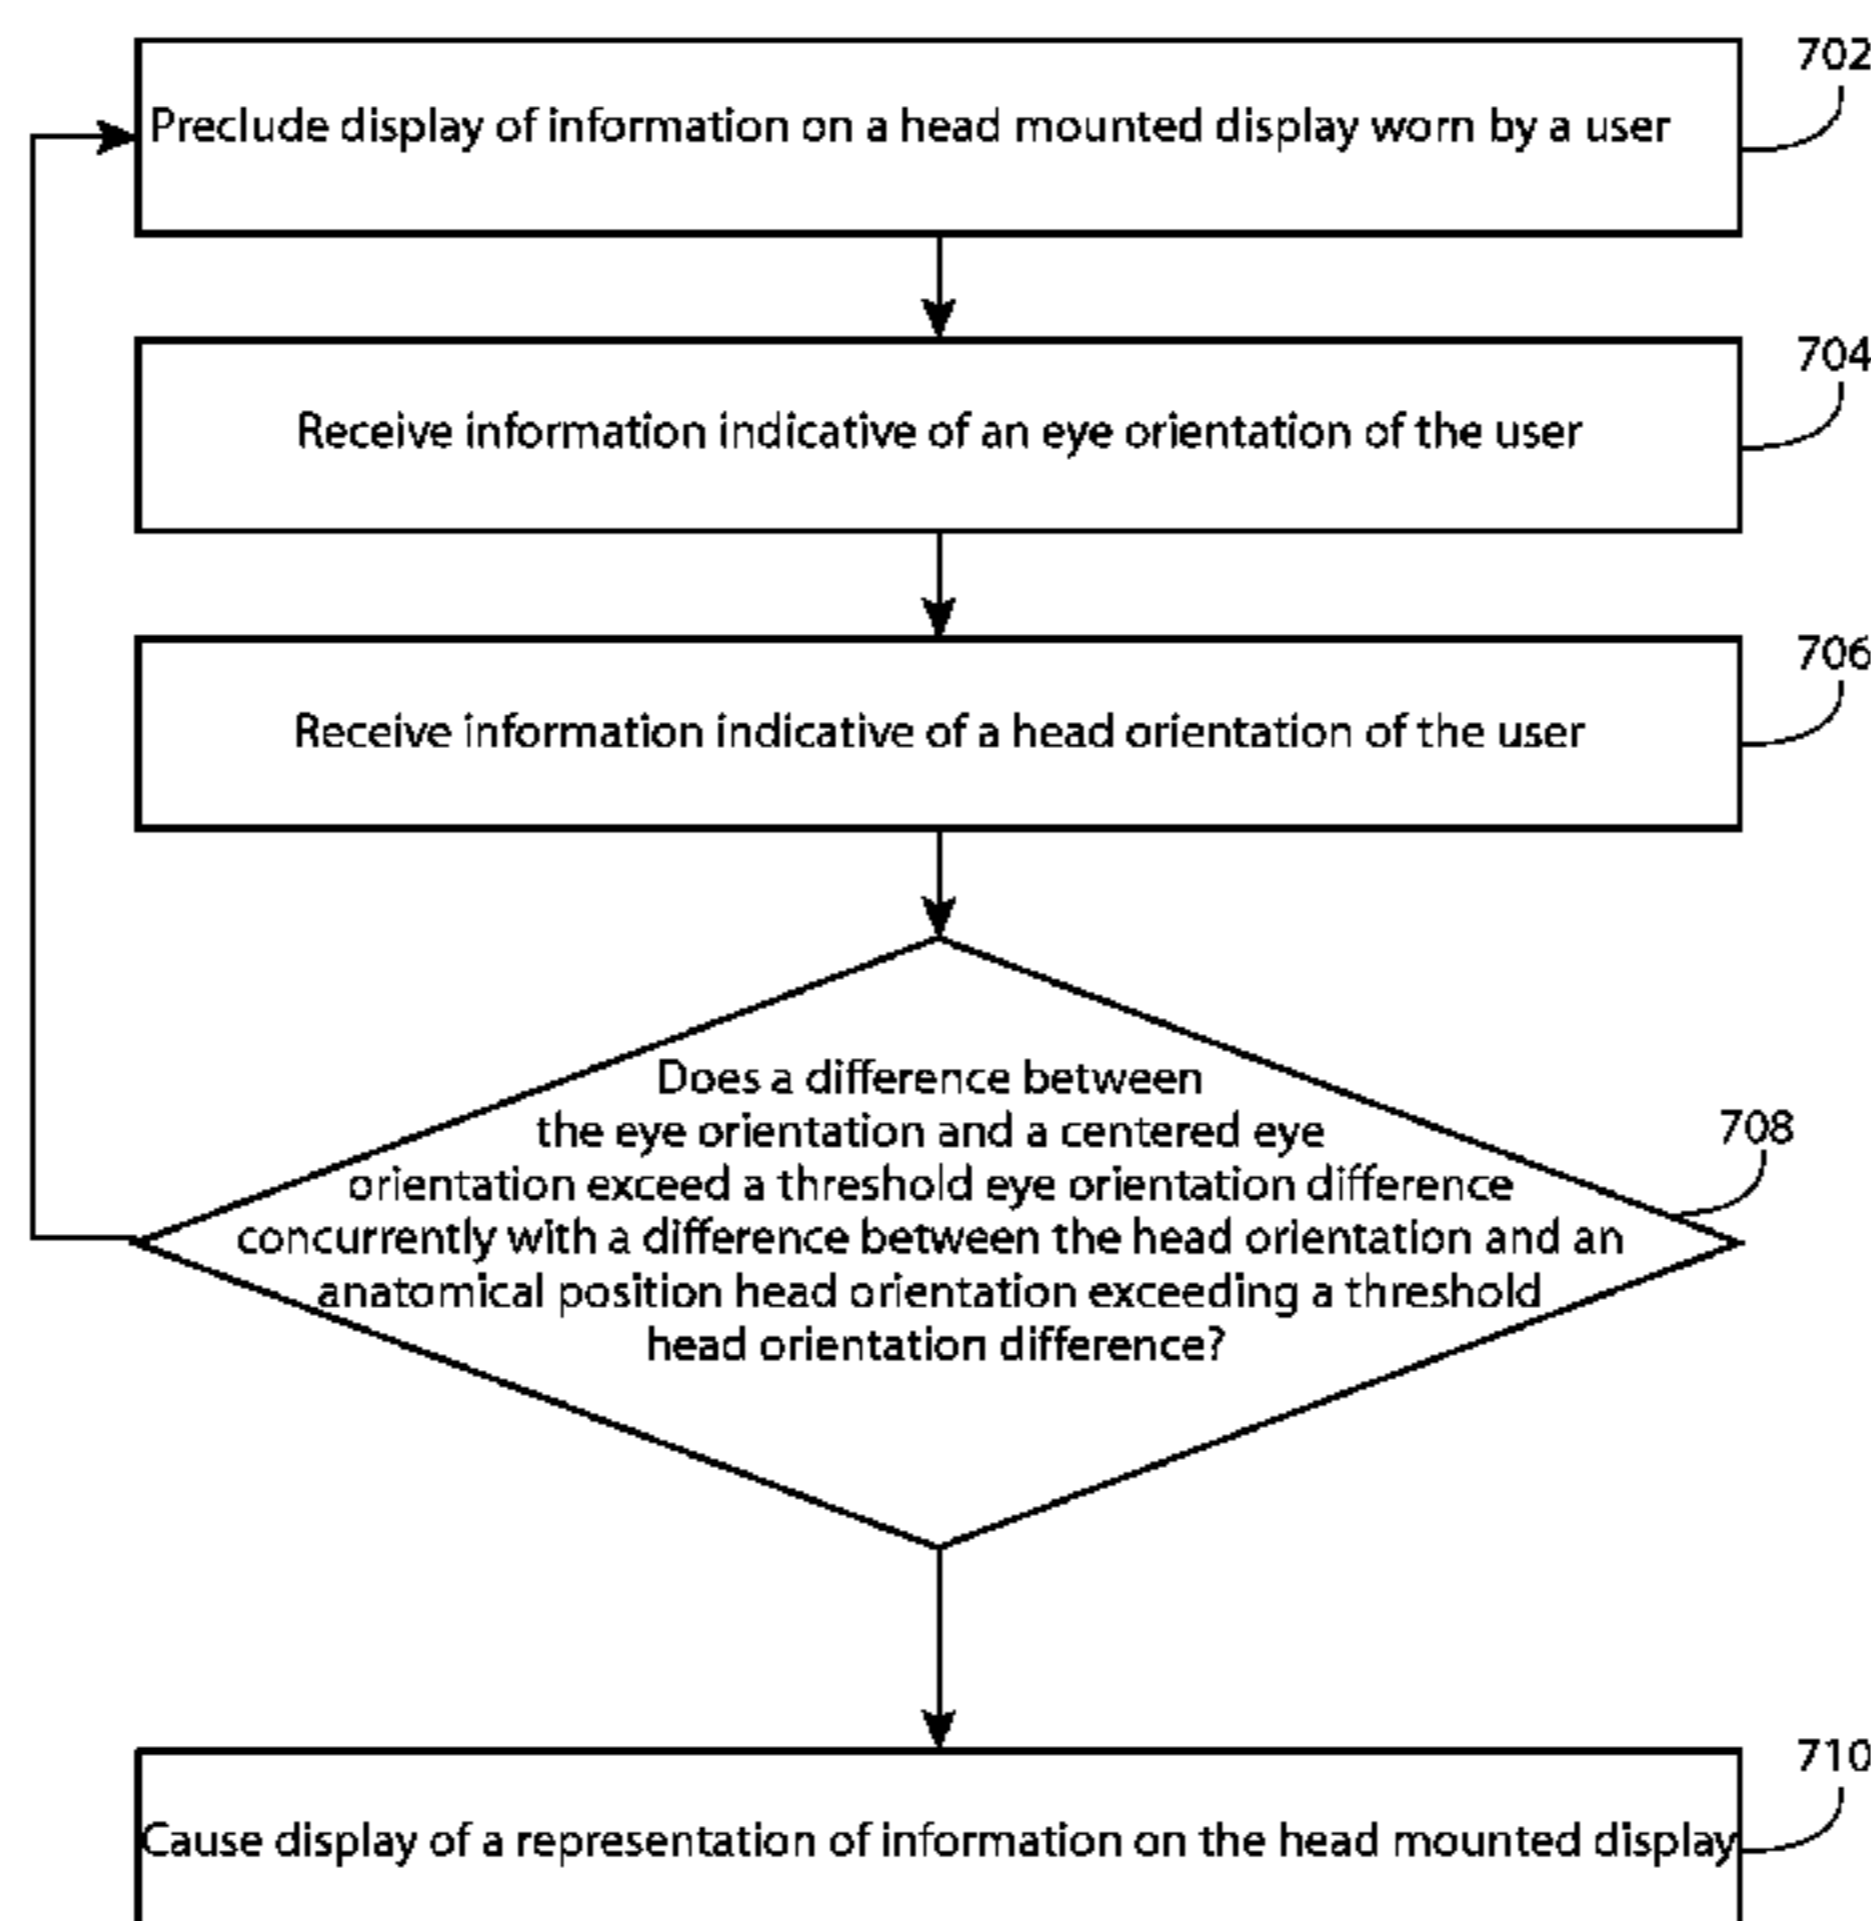 702
Preclude display of information on a head mounted display worn by a user
704
Receive information indicative of an eye orientation of the user
706
Receive information indicative of a head orientation of the user
Does a difference between
the eye orientation and a centered eye
708
orientation exceed a threshold eye orientation difference
concurrently with a difference between the head orientation and an
anatomical position head orientation exceeding a threshold
head orientation difference?
710
Cause display of a representation of information on the head mounted display